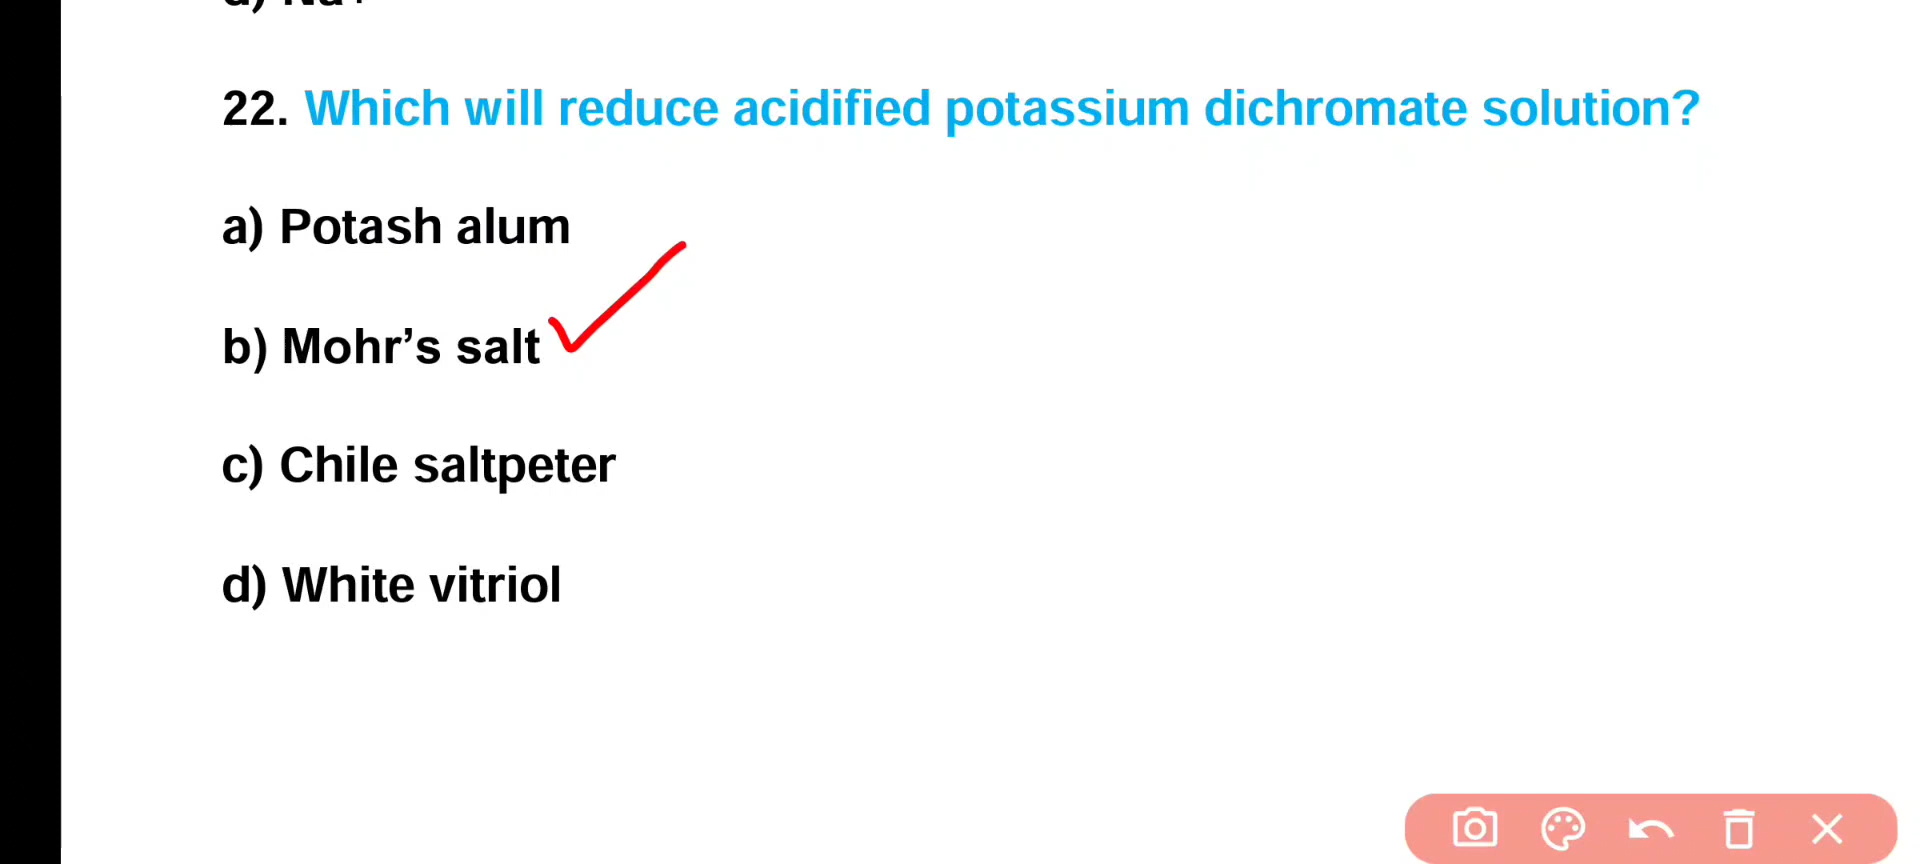 22. Which will reduce acidified potassium dichromate solution?
a) Potash alum
b) Mohr’s salt
c) Chile saltpeter
d) White vitriol